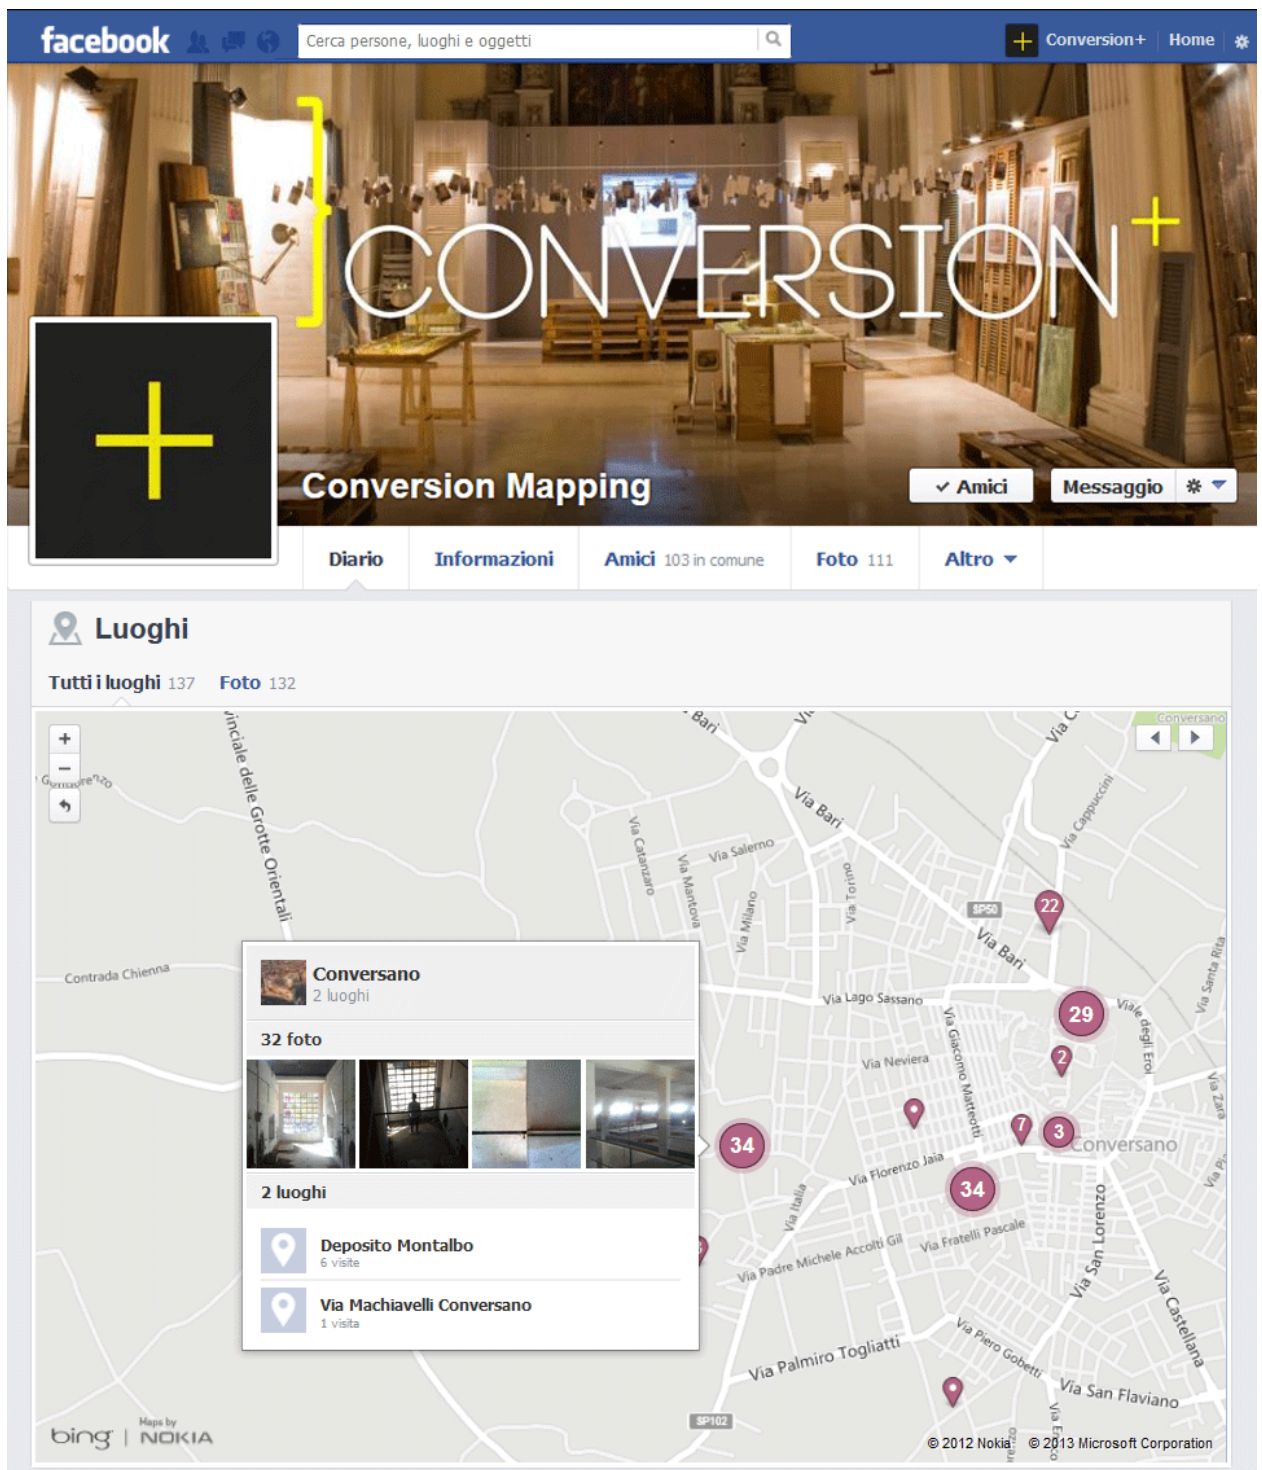 facebook
Cerca persone, luoghi e oggetti
Conversion+
Home
} CONVERSION+
Conversion Mapping
Amici
Messaggio
Diario
Informazioni
Amici 103 in comune
Foto 111
Altro
Luoghi
Tutti i luoghi 137
Foto 132
Conversano
Via Bari
Via Cappuccini
vinciale delle Grotte Orientali
Via Catanzaro
Via Salerno
Via Mantova
Via Milano
Via Torino
SP50
22
Via Bari
Via Santa Rita
Contrada Chienna
Via Lago Sassano
29
Viale degli Eroi
Via Giacomo Matteotti
Via Neviera
2
Via Zara
7
3
Conversano
34
Via Florenzo Jaia
34
Via Italia
Via Fratelli Pascale
Via Padre Michele Accolti Gil
Via San Lorenzo
Via Castellana
Via Palmiro Togliatti
Via Piero Gobetti
Via San Flaviano
SP102
Conversano
2 luoghi
32 foto
2 luoghi
Deposito Montalbo
6 visite
Via Machiavelli Conversano
1 visita
bing
Maps by
NOKIA
© 2012 Nokia © 2013 Microsoft Corporation